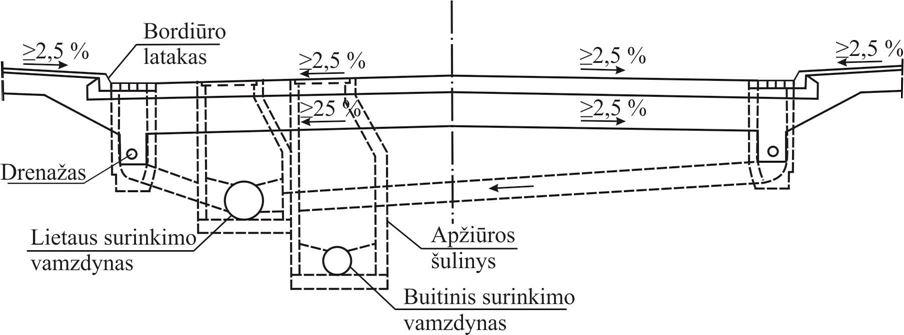 Bordiūro
latakas
≥2,5 %
≥2,5 %
≥2,5 %
≥2,5 %
≥25 %
≥2,5 %
Drenažas
Lietaus surinkimo
vamzdynas
Apžiūros
šulinys
Buitinis surinkimo
vamzdynas